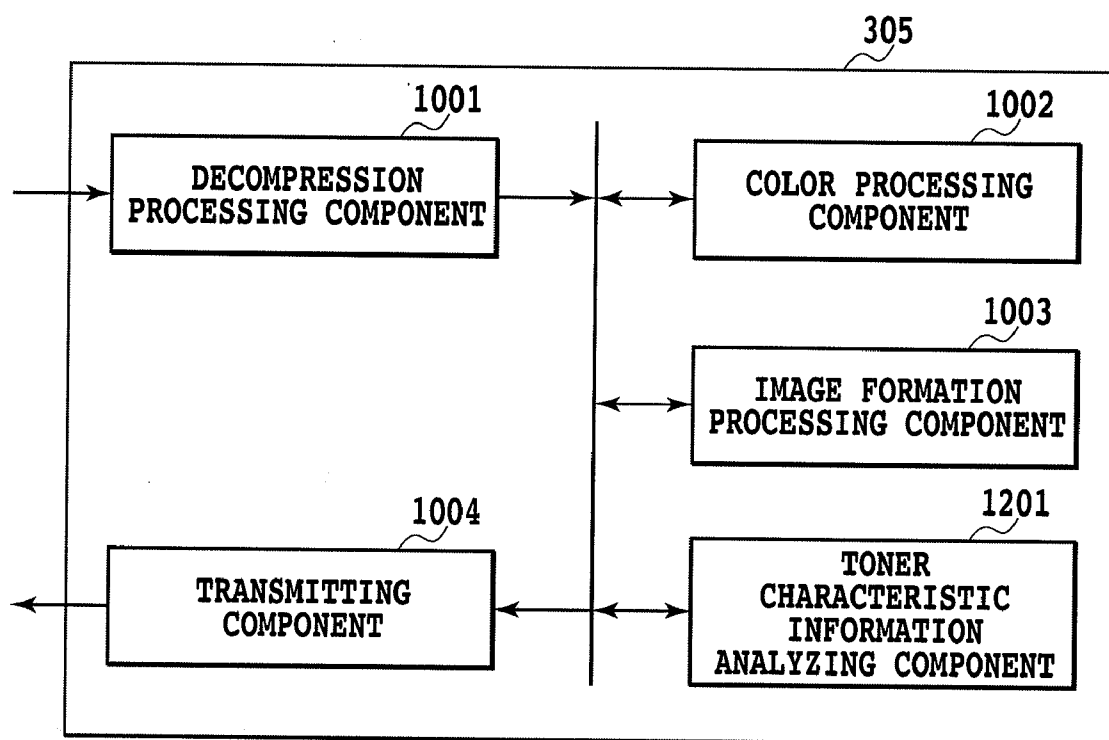 305
1001
DECOMPRESSION
PROCESSING COMPONENT
1002
COLOR PROCESSING
COMPONENT
1003
IMAGE FORMATION
PROCESSING COMPONENT
1004
TRANSMITTING
COMPONENT
1201
TONER
CHARACTERISTIC
INFORMATION
ANALYZING COMPONENT